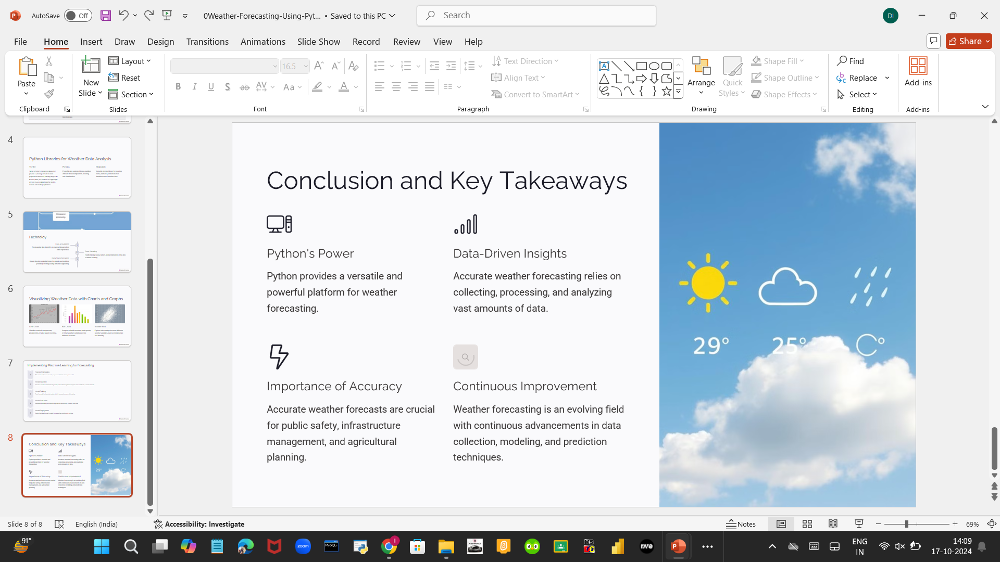 AutoSave Off 0Weather-Forecasting-Using-Pyt... • Saved to this PC Search DI
File Home Insert Draw Design Transitions Animations Slide Show Record Review View Help Share
Paste
Clipboard
New
Slide
Layout
Reset
Section
Slides
16.5
B I U S ab AV Aa A
Font
Text Direction
Align Text
Convert to SmartArt
Paragraph
Arrange
Quick
Styles
Shape Fill
Shape Outline
Shape Effects
Drawing
Find
Replace
Select
Editing
Add-ins
Add-ins
4
Python Libraries for Weather Data Analysis
5
Technoloy
6
Visualizing Weather Data with Charts and Graphs
7
Implementing Machine Learning for Forecasting
8
Conclusion and Key Takeaways
Conclusion and Key Takeaways
Python's Power
Python provides a versatile and
powerful platform for weather
forecasting.
Data-Driven Insights
Accurate weather forecasting relies on
collecting, processing, and analyzing
vast amounts of data.
Importance of Accuracy
Accurate weather forecasts are crucial
for public safety, infrastructure
management, and agricultural
planning.
Continuous Improvement
Weather forecasting is an evolving field
with continuous advancements in data
collection, modeling, and prediction
techniques.
29° 25° C°
Slide 8 of 8 English (India) Accessibility: Investigate Notes 69%
91° zoom MySQL ENG
IN
14:09
17-10-2024